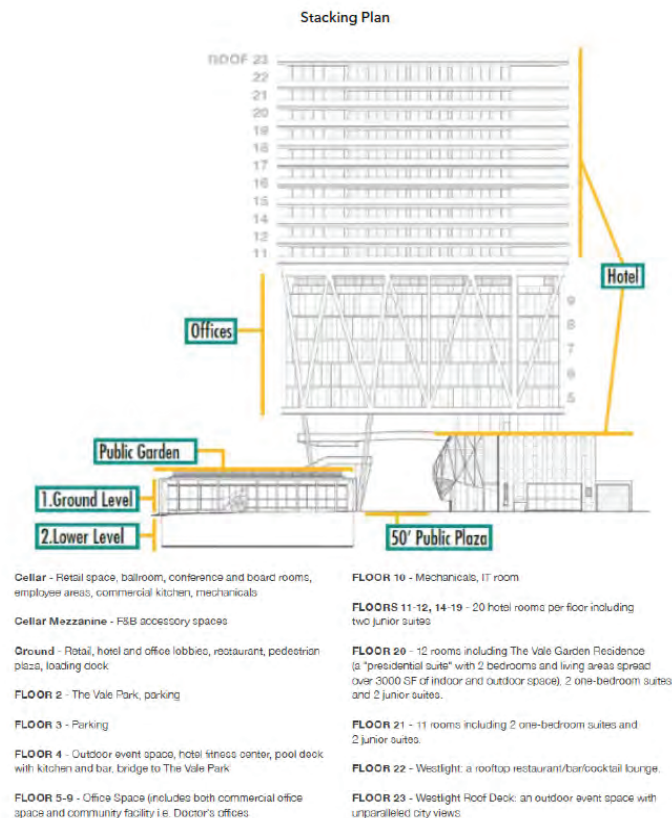 Stacking Plan
ROOF 23
22
21
20
19
18
17
16
15
14
12
11
Hotel
9
8
7
6
5
Offices
Public Garden
1.Ground Level
2.Lower Level
50' Public Plaza
Cellar - Retail space, ballroom, conference and board rooms,
employee areas, commercial kitchen, mechanicals
Cellar Mezzanine - F&B accessory spaces
Ground - Retail, hotel and office lobbies, restaurant, pedestrian
plaza, loading dock
FLOOR 2 - The Vale Park, parking
FLOOR 3 - Parking
FLOOR 4 - Outdoor event space, hotel fitness center, pool deck
with kitchen and bar, bridge to The Vale Park
FLOOR 5-9 - Office Space (includes both commercial office
space and community facility i.e. Doctor's offices
FLOOR 10 - Mechanicals, IT room
FLOORS 11-12, 14-19 - 20 hotel rooms per floor including
two junior suites
FLOOR 20 - 12 rooms including The Vale Garden Residence
(a "presidential suite" with 2 bedrooms and living areas spread
over 3000 SF of indoor and outdoor space), 2 one-bedroom suites
and 2 junior suites.
FLOOR 21 - 11 rooms including 2 one-bedroom suites and
2 junior suites.
FLOOR 22 - Westlight: a rooftop restaurant/bar/cocktail lounge.
FLOOR 23 - Westlight Roof Deck: an outdoor event space with
unparalleled city views